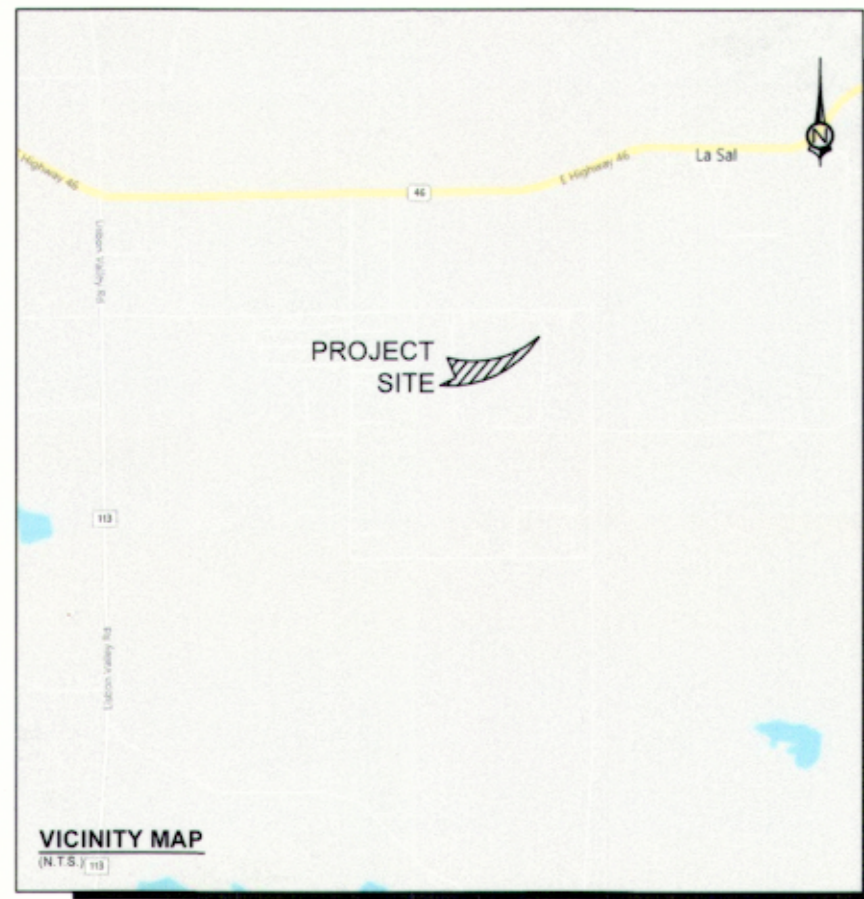 N
La Sal
Highway 46
E Highway 46
46
Lisbon Valley Rd
PROJECT
SITE
113
Lisbon Valley Rd
VICINITY MAP
(N.T.S.)
113